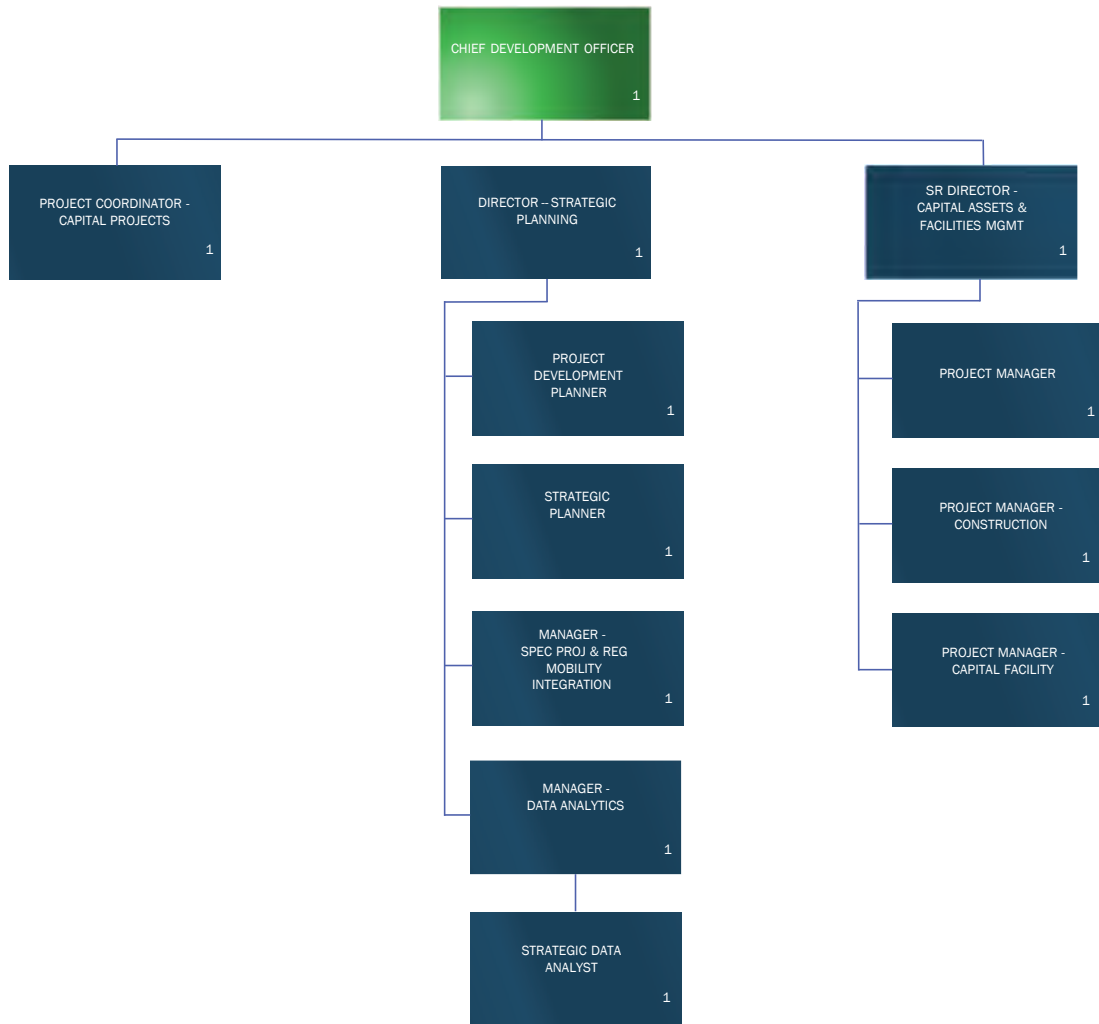 CHIEF DEVELOPMENT OFFICER
1
PROJECT COORDINATOR -
CAPITAL PROJECTS
1
DIRECTOR – STRATEGIC
PLANNING
1
SR DIRECTOR -
CAPITAL ASSETS &
FACILITIES MGMT
1
PROJECT
DEVELOPMENT
PLANNER
1
STRATEGIC
PLANNER
1
MANAGER -
SPEC PROJ & REG
MOBILITY
INTEGRATION
1
MANAGER -
DATA ANALYTICS
1
STRATEGIC DATA
ANALYST
1
PROJECT MANAGER
1
PROJECT MANAGER -
CONSTRUCTION
1
PROJECT MANAGER -
CAPITAL FACILITY
1